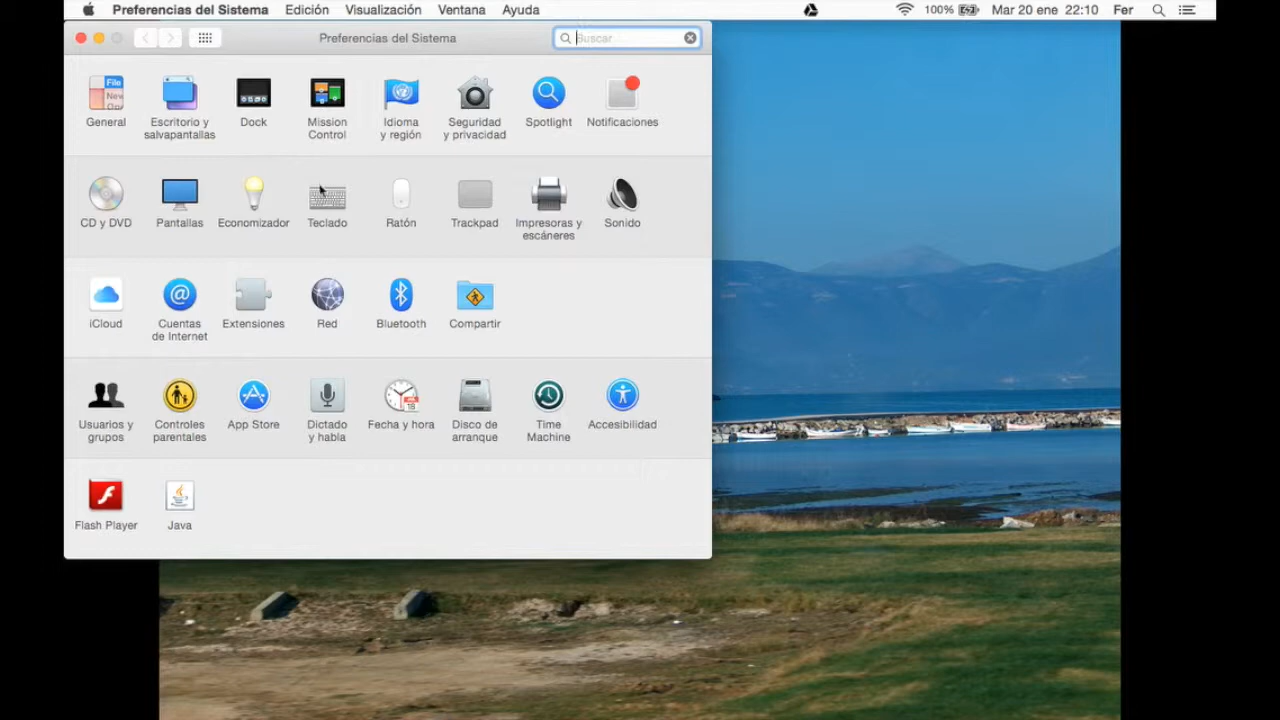 Preferencias del Sistema Edición Visualización Ventana Ayuda 100% Mar 20 ene 22:10 Fer
Preferencias del Sistema Buscar
File
New
General Escritorio y salvapantallas Dock Mission Control Idioma y región Seguridad y privacidad Spotlight Notificaciones
CD y DVD Pantallas Economizador Teclado Ratón Trackpad Impresoras y escáneres Sonido
@
iCloud Cuentas de Internet Extensiones Red Bluetooth Compartir
18
Usuarios y grupos Controles parentales App Store Dictado y habla Fecha y hora Disco de arranque Time Machine Accesibilidad
Flash Player Java